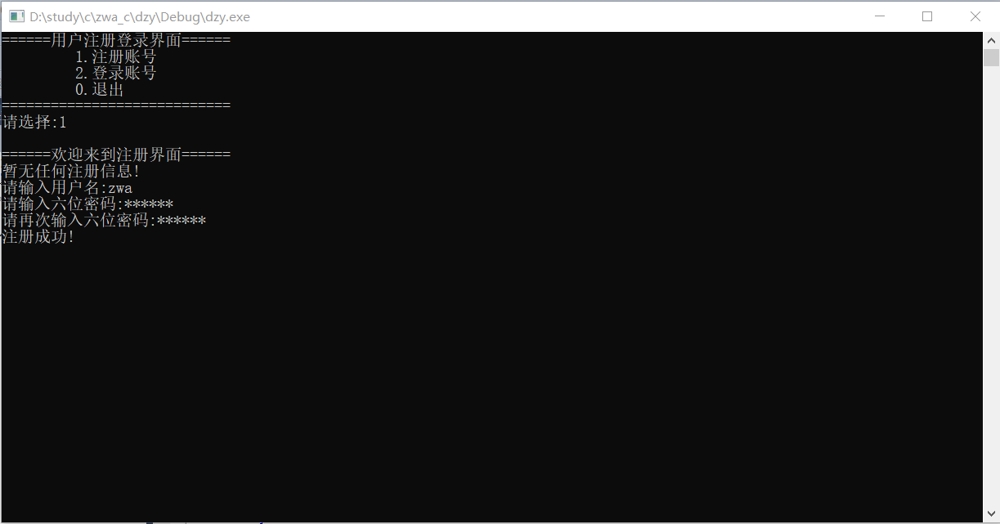 D:\study\c\zwa_c\dzy\Debug\dzy.exe
======用户注册登录界面======
1.注册账号
2.登录账号
0.退出
============================
请选择:1
======欢迎来到注册界面======
暂无任何注册信息!
请输入用户名:zwa
请输入六位密码:******
请再次输入六位密码:******
注册成功!